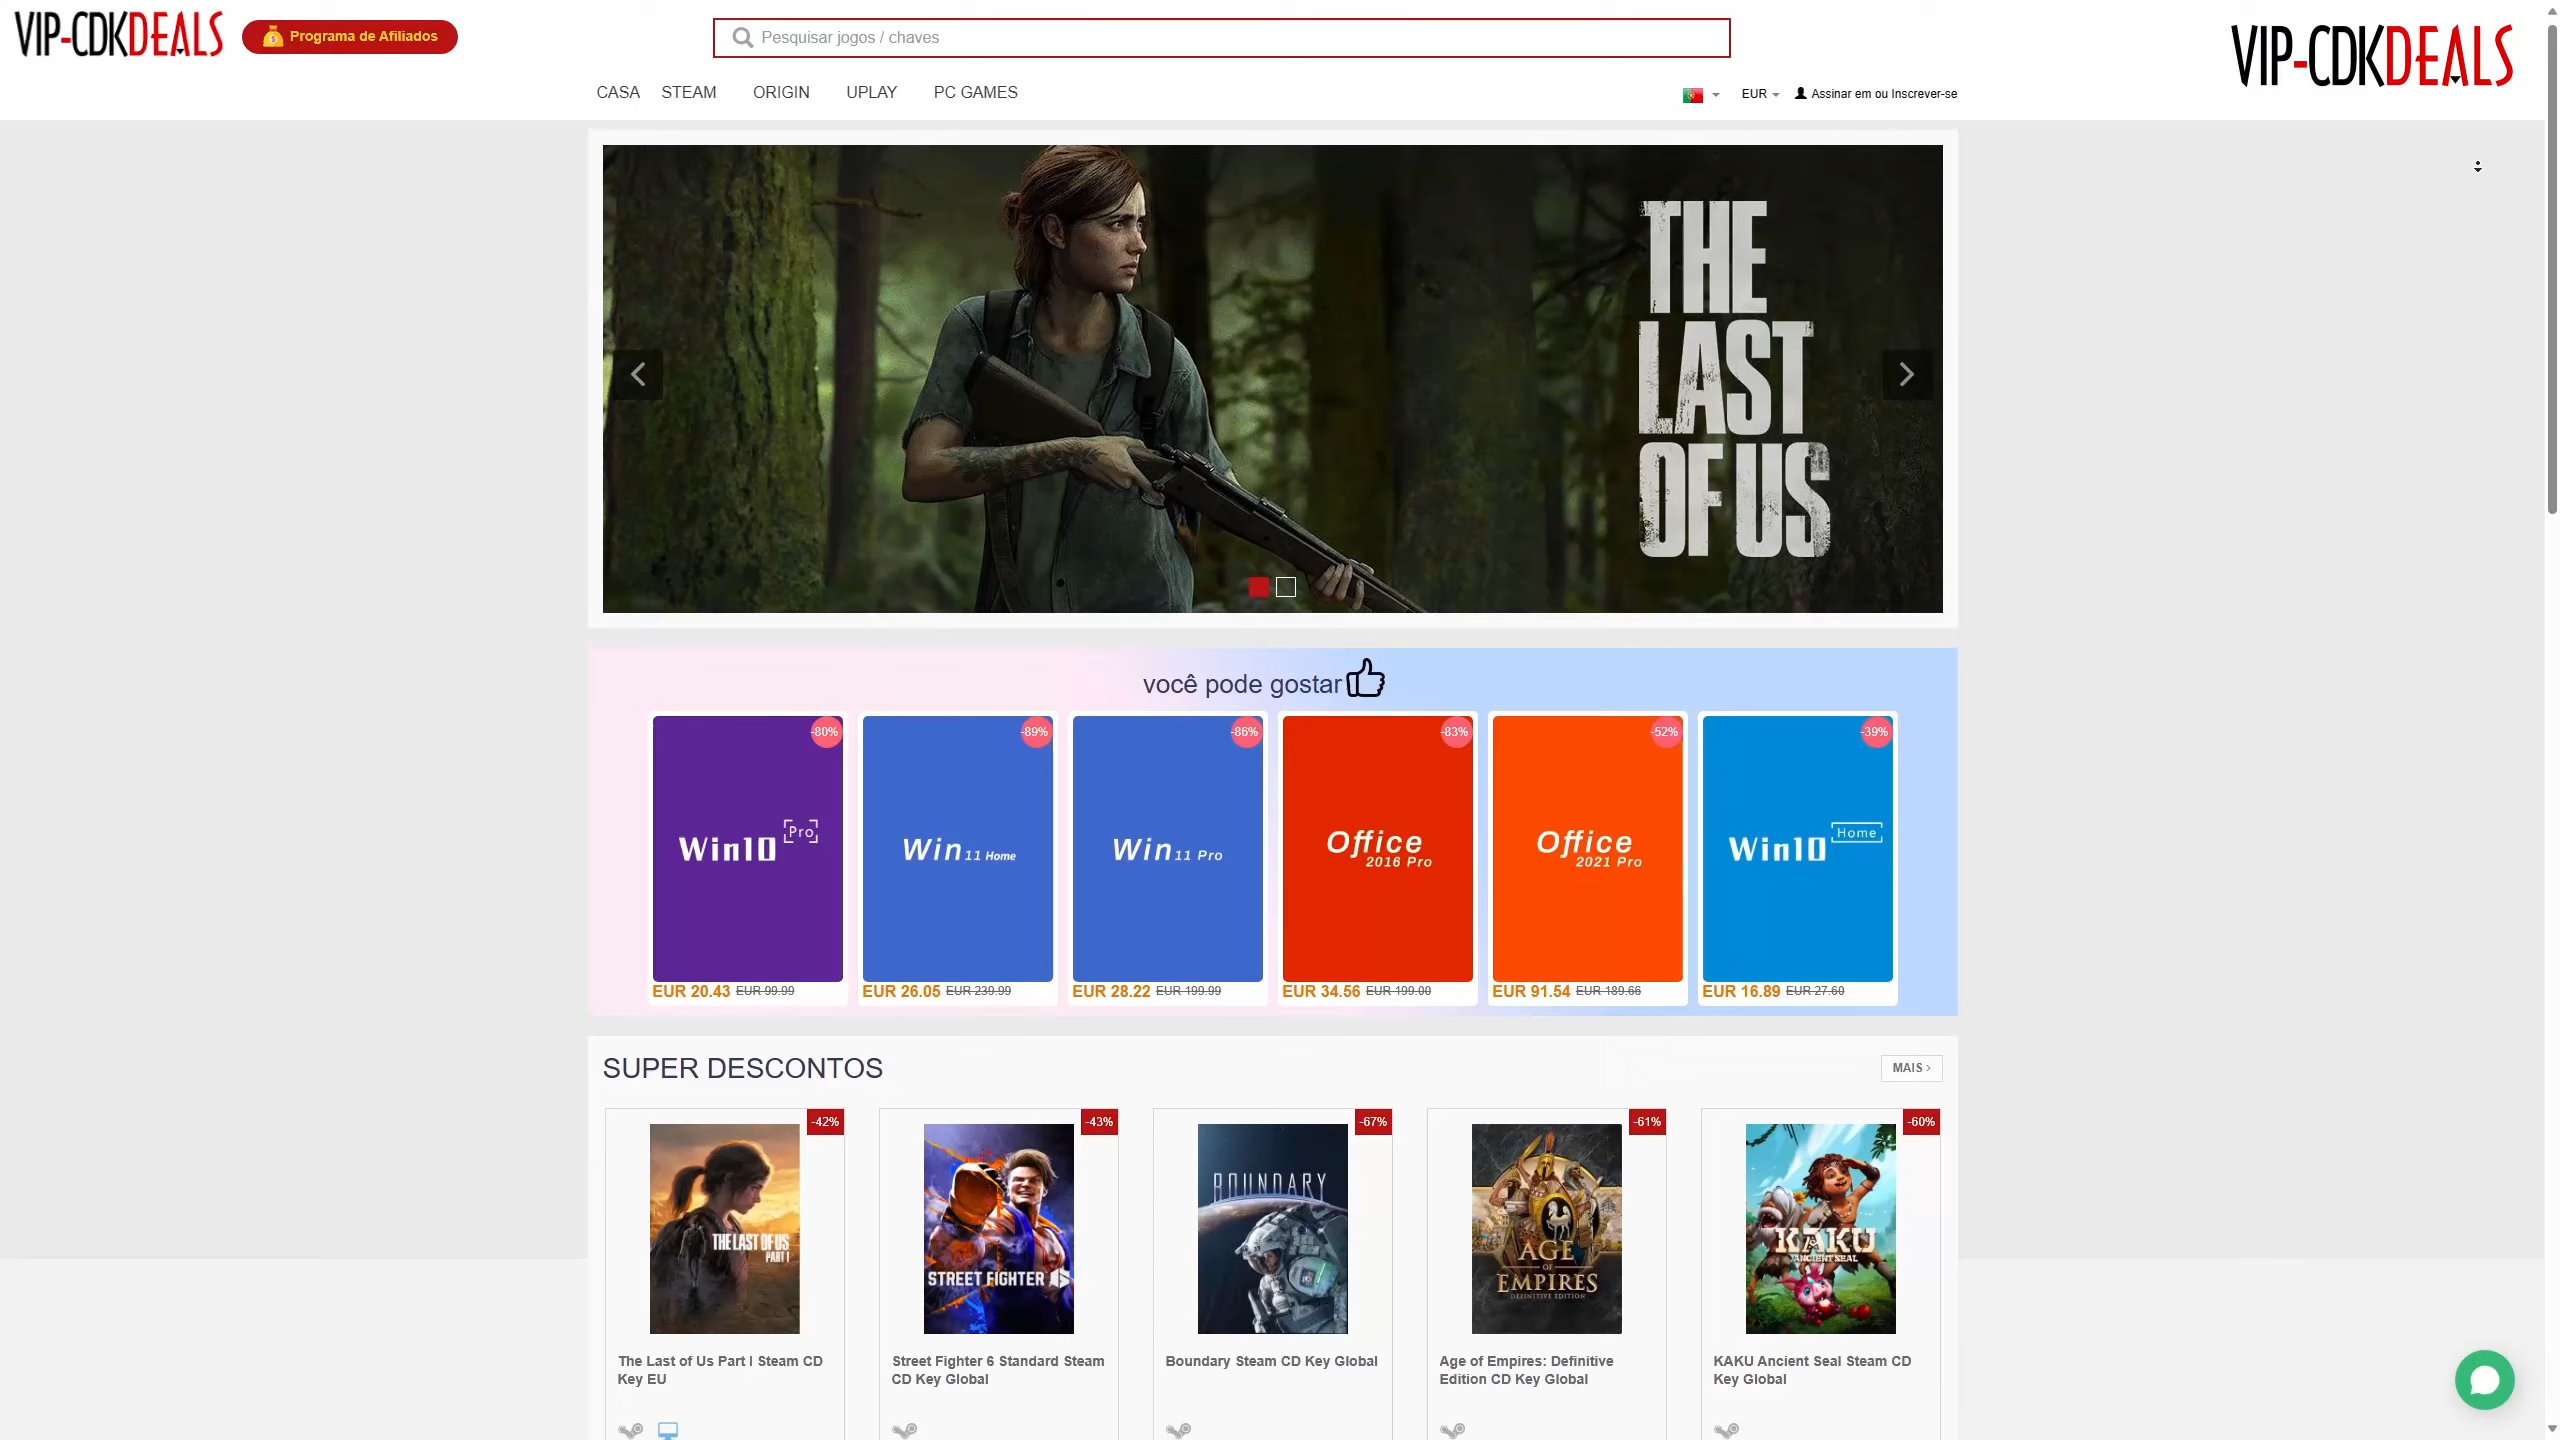 VIP-CDKDEALS
Programa de Afiliados
Pesquisar jogos / chaves
VIP-CDKDEALS
CASA STEAM ORIGIN UPLAY PC GAMES
EUR
Assinar em ou Inscrever-se
THE
LAST
OF US
você pode gostar
-80%
-89%
-86%
-83%
-52%
-39%
Win10 Pro
Win 11 Home
Win 11 Pro
Office
2016 Pro
Office
2021 Pro
Win10 Home
EUR 20.43 EUR 99.99
EUR 26.05 EUR 239.99
EUR 28.22 EUR 199.99
EUR 34.56 EUR 199.00
EUR 91.54 EUR 189.66
EUR 16.89 EUR 27.60
SUPER DESCONTOS
MAIS ›
-42%
THE LAST OF US
PART I
The Last of Us Part I Steam CD
Key EU
-43%
STREET FIGHTER 6
Street Fighter 6 Standard Steam
CD Key Global
-67%
BOUNDARY
Boundary Steam CD Key Global
-61%
AGE
OF
EMPIRES
DEFINITIVE EDITION
Age of Empires: Definitive
Edition CD Key Global
-60%
KAKU
ANCIENT SEAL
KAKU Ancient Seal Steam CD
Key Global